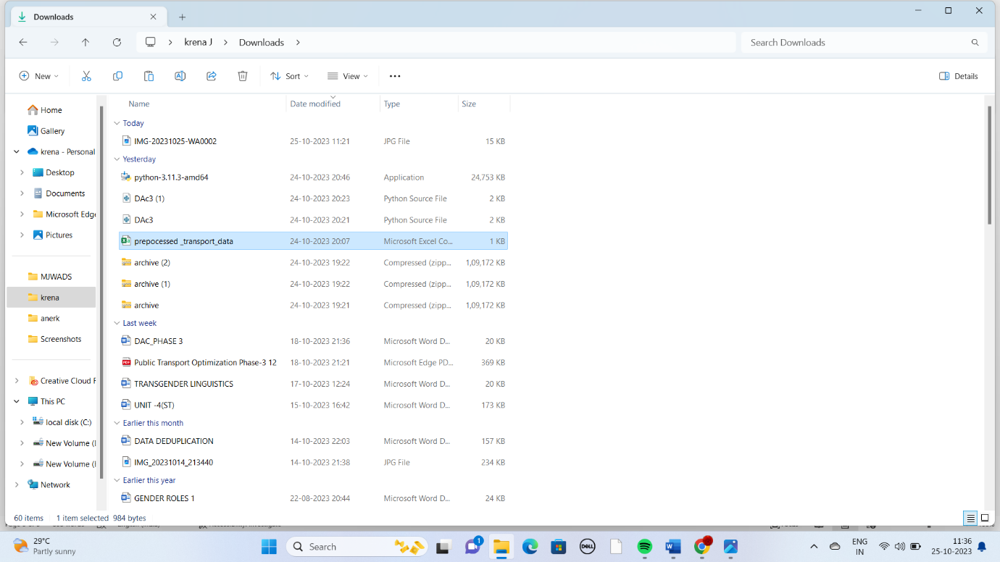 Downloads
krena J Downloads
Search Downloads
New
Sort
View
Details
Name Date modified Type Size
Today
IMG-20231025-WA0002 25-10-2023 11:21 JPG File 15 KB
Yesterday
python-3.11.3-amd64 24-10-2023 20:46 Application 24,753 KB
DAc3 (1) 24-10-2023 20:23 Python Source File 2 KB
DAc3 24-10-2023 20:21 Python Source File 2 KB
prepocessed _transport_data 24-10-2023 20:07 Microsoft Excel Co... 1 KB
archive (2) 24-10-2023 19:22 Compressed (zipp... 1,09,172 KB
archive (1) 24-10-2023 19:22 Compressed (zipp... 1,09,172 KB
archive 24-10-2023 19:21 Compressed (zipp... 1,09,172 KB
Last week
DAC_PHASE 3 18-10-2023 21:36 Microsoft Word D... 20 KB
Public Transport Optimization Phase-3 12 18-10-2023 21:21 Microsoft Edge PD... 369 KB
TRANSGENDER LINGUISTICS 17-10-2023 12:24 Microsoft Word D... 20 KB
UNIT -4(ST) 15-10-2023 16:42 Microsoft Word D... 173 KB
Earlier this month
DATA DEDUPLICATION 14-10-2023 22:03 Microsoft Word D... 157 KB
IMG_20231014_213440 14-10-2023 21:38 JPG File 234 KB
Earlier this year
GENDER ROLES 1 22-08-2023 20:44 Microsoft Word D... 24 KB
Home
Gallery
krena - Personal
Desktop
Documents
Microsoft Edge
Pictures
MJWADS
krena
anerk
Screenshots
Creative Cloud F
This PC
local disk (C:)
New Volume (
New Volume (
Network
60 items 1 item selected 984 bytes
29°C
Partly sunny
Search
1
DELL
ENG
IN
11:36
25-10-2023